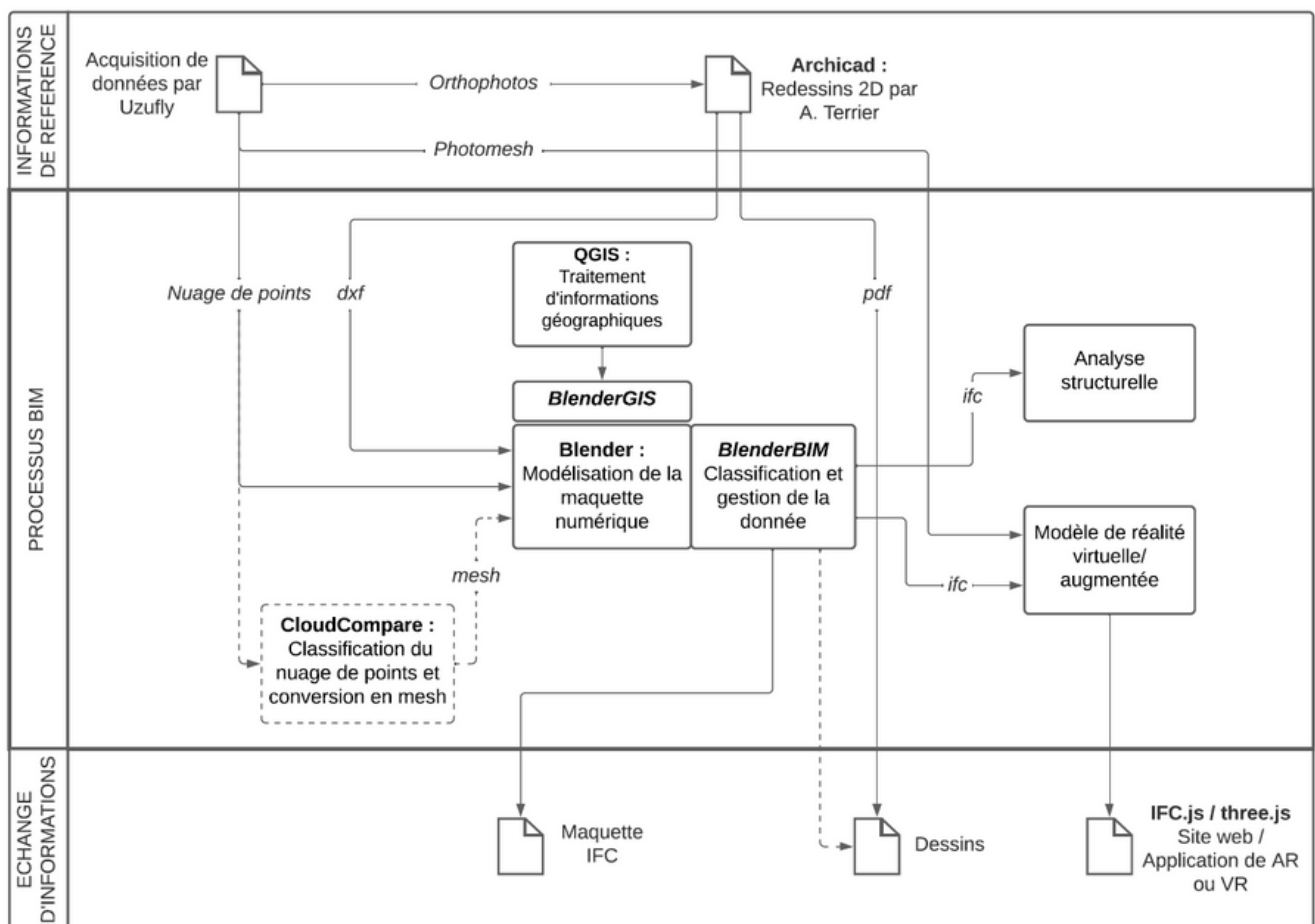 INFORMATIONS
DE REFERENCE
Acquisition de
données par
Uzufly
Orthophotos
Archicad :
Redessins 2D par
A. Terrier
Photomesh
PROCESSUS BIM
Nuage de points
dxf
QGIS :
Traitement
d'informations
géographiques
pdf
BlenderGIS
Blender :
Modélisation de la
maquette
numérique
BlenderBIM
Classification et
gestion de la
donnée
ifc
Analyse
structurelle
ifc
Modèle de réalité
virtuelle/
augmentée
mesh
CloudCompare :
Classification du
nuage de points et
conversion en mesh
ECHANGE
D'INFORMATIONS
Maquette
IFC
Dessins
IFC.js / three.js
Site web /
Application de AR
ou VR